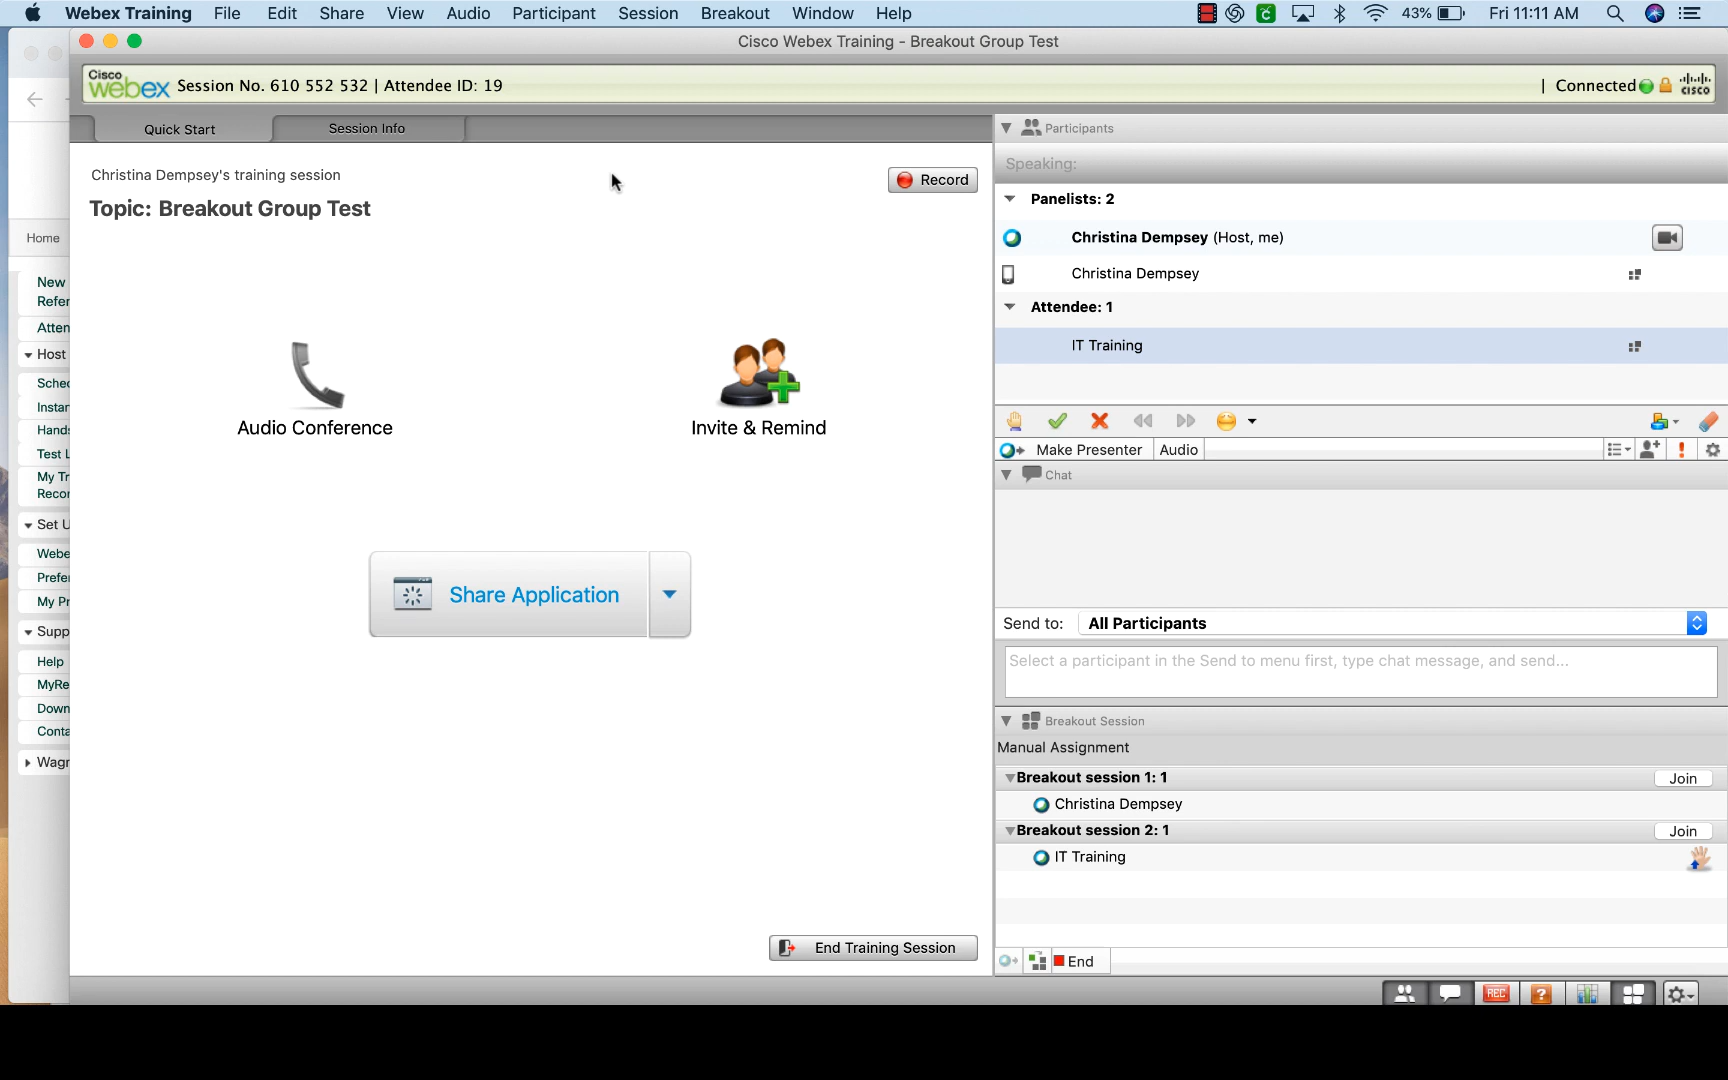 Webex Training File Edit Share View Audio Participant Session Breakout Window Help 43% Fri 11:11 AM
Cisco Webex Training - Breakout Group Test
Cisco webex Session No. 610 552 532 | Attendee ID: 19 | Connected cisco
Quick Start Session Info
Participants
Speaking:
Christina Dempsey's training session
Record
Topic: Breakout Group Test
Panelists: 2
Christina Dempsey (Host, me)
Christina Dempsey
Attendee: 1
IT Training
Home
New
Refer
Atten
Host
Sched
Instar
Hands
Test L
My Tr
Recor
Set U
Webe
Prefe
My Pr
Supp
Help
MyRe
Down
Conta
Wagn
Audio Conference
Invite & Remind
Share Application
End Training Session
Make Presenter Audio
Chat
Send to: All Participants
Select a participant in the Send to menu first, type chat message, and send...
Breakout Session
Manual Assignment
Breakout session 1: 1 Join
Christina Dempsey
Breakout session 2: 1 Join
IT Training
End
REC